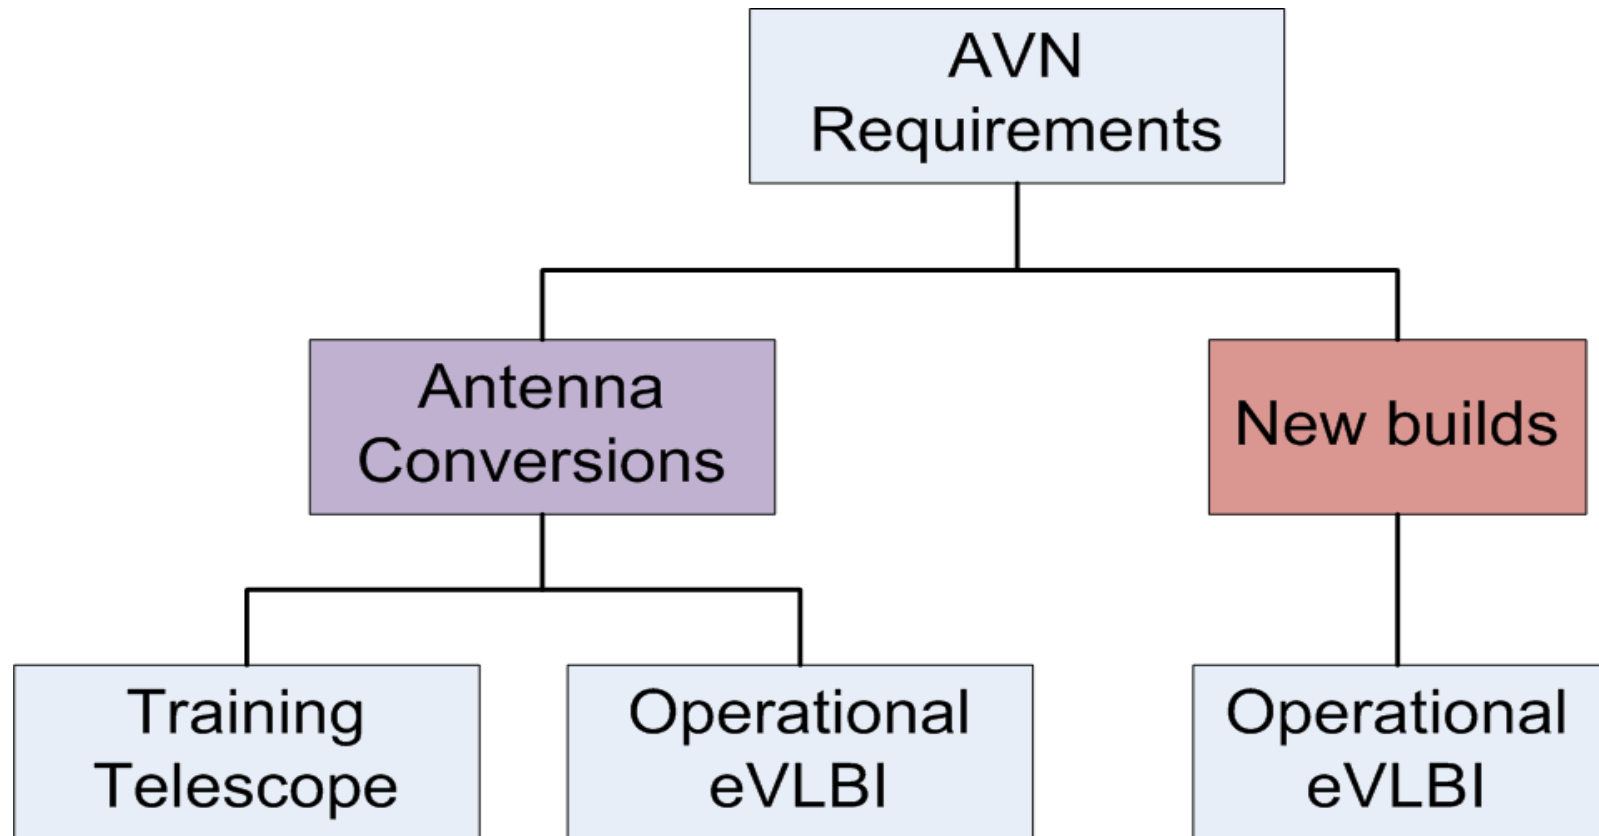 AVN
Requirements
Antenna
Conversions
New builds
Training
Telescope
Operational
eVLBI
Operational
eVLBI